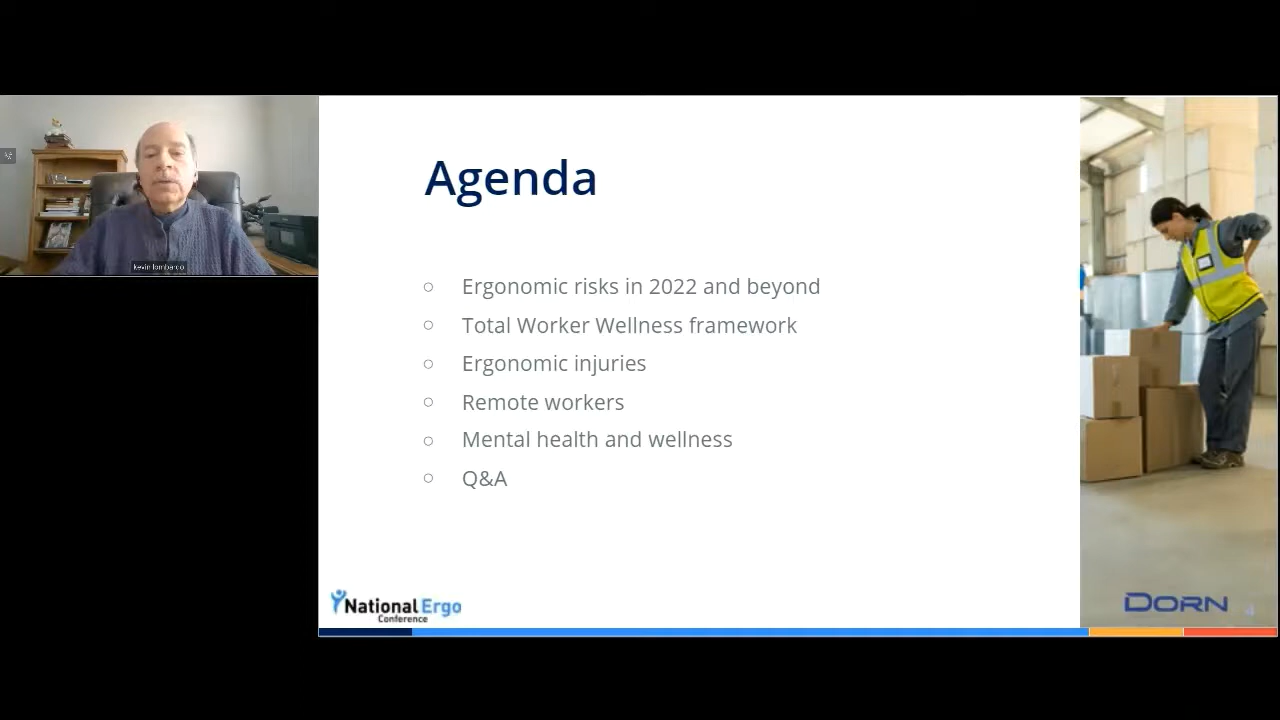 kevin lombardo
Agenda
Ergonomic risks in 2022 and beyond
Total Worker Wellness framework
Ergonomic injuries
Remote workers
Mental health and wellness
Q&A
National Ergo
Conference
DORN
4